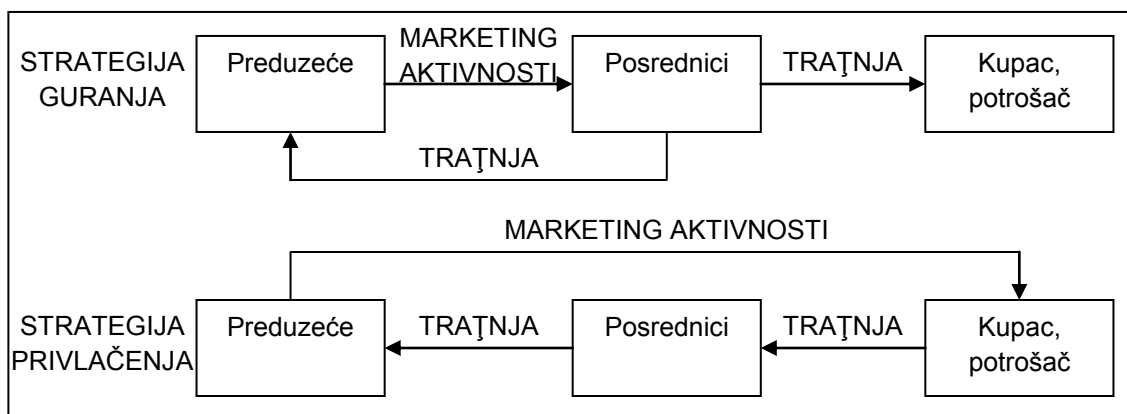 STRATEGIJA
GURANJA
Preduzeće
MARKETING
AKTIVNOSTI
Posrednici
TRAŢNJA
Kupac,
potrošač
TRAŢNJA
MARKETING AKTIVNOSTI
STRATEGIJA
PRIVLAČENJA
Preduzeće
TRAŢNJA
Posrednici
TRAŢNJA
Kupac,
potrošač